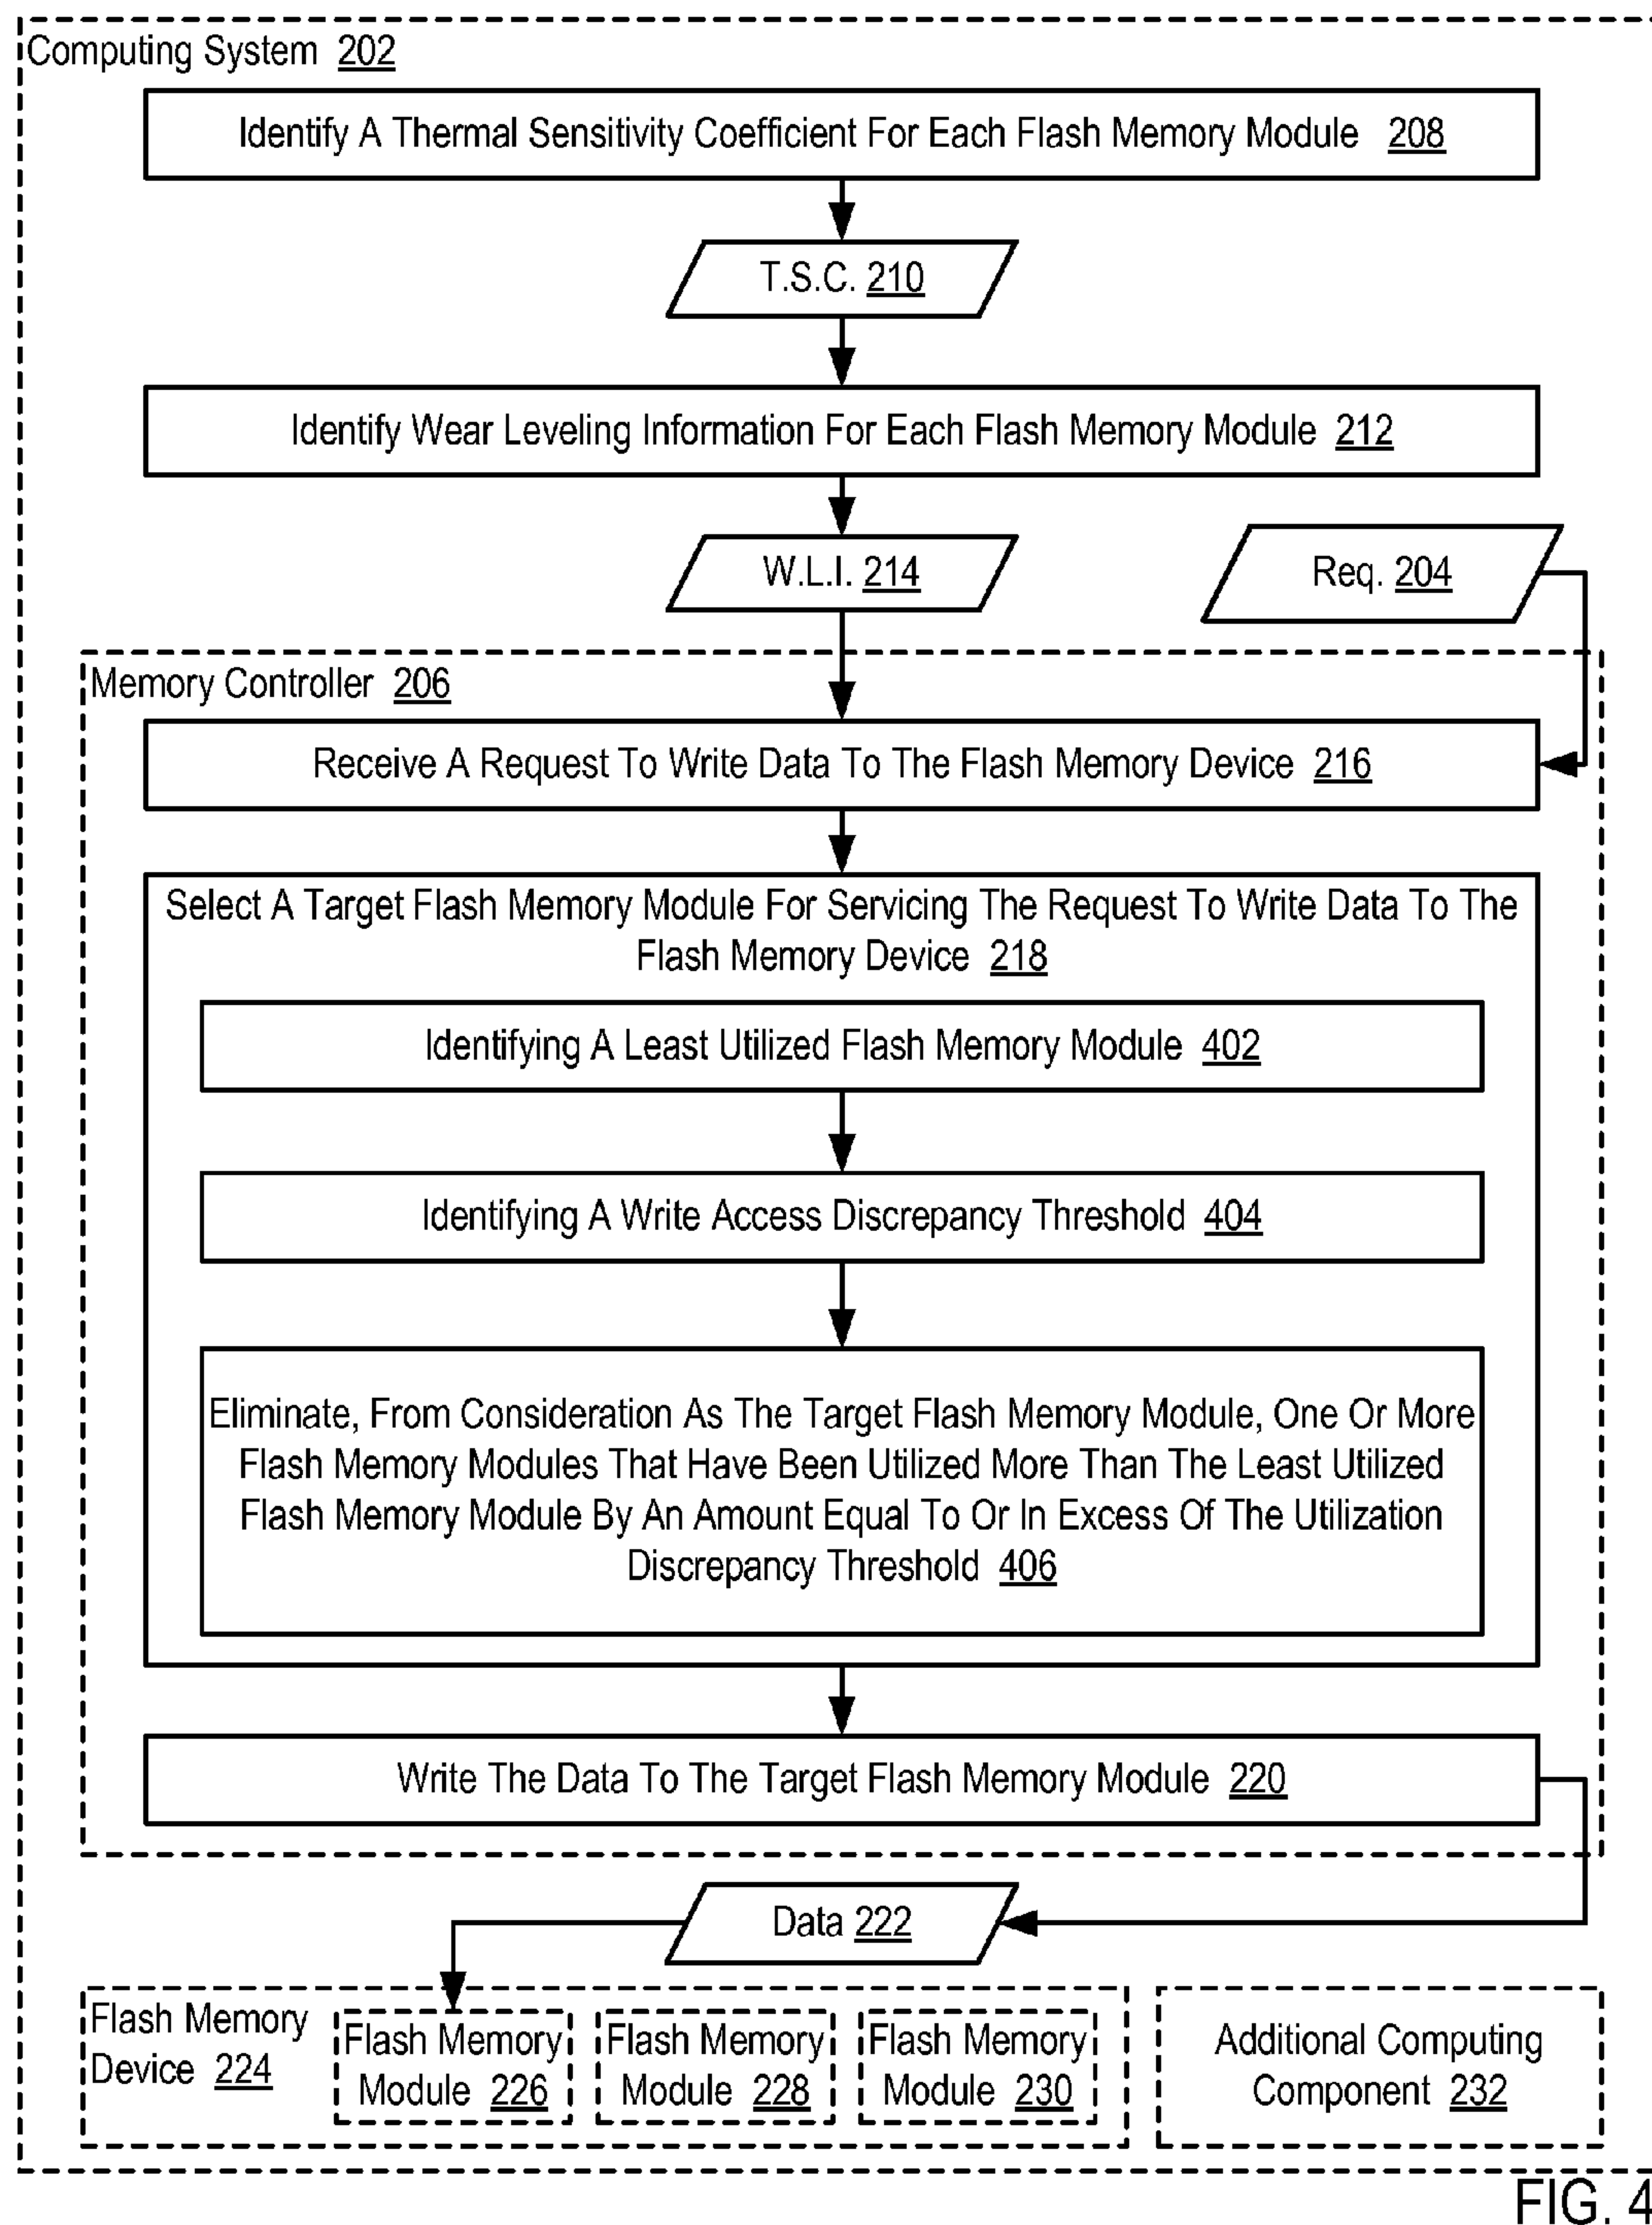 Computing System 202
Identify A Thermal Sensitivity Coefficient For Each Flash Memory Module 208
T.S.C. 210
Identify Wear Leveling Information For Each Flash Memory Module 212
W.L.I. 214
Req. 204
Memory Controller 206
Receive A Request To Write Data To The Flash Memory Device 216
Select A Target Flash Memory Module For Servicing The Request To Write Data To The
Flash Memory Device 218
Identifying A Least Utilized Flash Memory Module 402
Identifying A Write Access Discrepancy Threshold 404
Eliminate, From Consideration As The Target Flash Memory Module, One Or More
Flash Memory Modules That Have Been Utilized More Than The Least Utilized
Flash Memory Module By An Amount Equal To Or In Excess Of The Utilization
Discrepancy Threshold 406
Write The Data To The Target Flash Memory Module 220
Data 222
Flash Memory
Device 224
Flash Memory
Module 226
Flash Memory
Module 228
Flash Memory
Module 230
Additional Computing
Component 232
FIG. 4